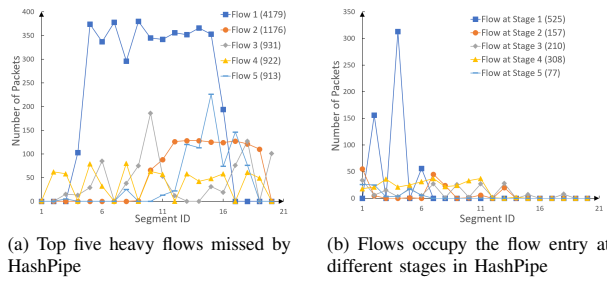 400
350
300
250
200
150
100
50
0
Number of Packets
1 6 11 16 21
Segment ID
Flow 1 (4179)
Flow 2 (1176)
Flow 3 (931)
Flow 4 (922)
Flow 5 (913)
(a) Top five heavy flows missed by
HashPipe
350
300
250
200
150
100
50
0
Number of Packets
1 6 11 16 21
Segment ID
Flow at Stage 1 (525)
Flow at Stage 2 (157)
Flow at Stage 3 (210)
Flow at Stage 4 (308)
Flow at Stage 5 (77)
(b) Flows occupy the flow entry at
different stages in HashPipe